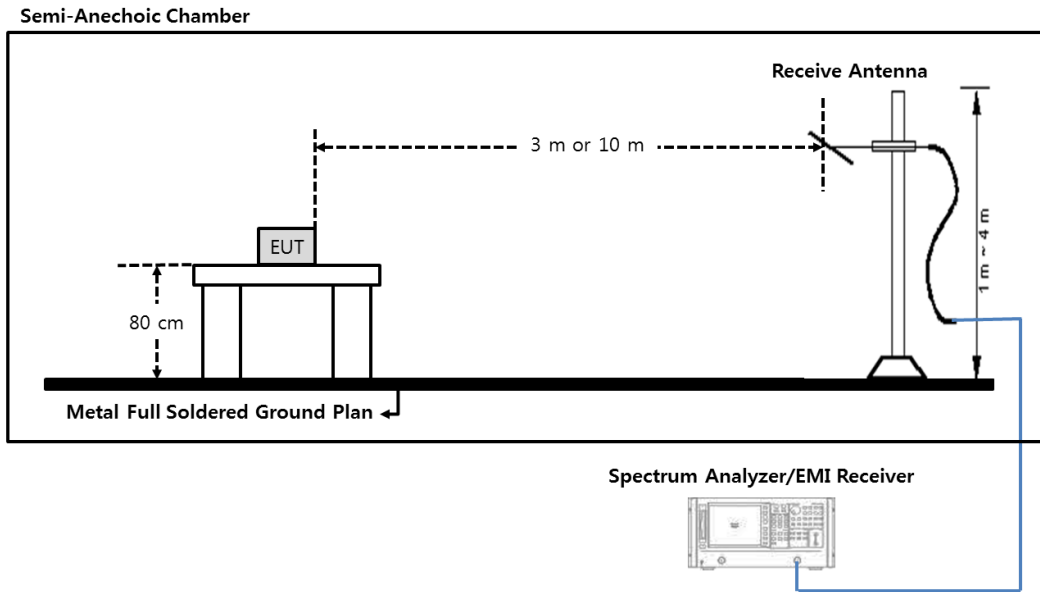 Semi-Anechoic Chamber
Receive Antenna
3 m or 10 m
EUT
1 m ~ 4 m
80 cm
Metal Full Soldered Ground Plan
Spectrum Analyzer/EMI Receiver